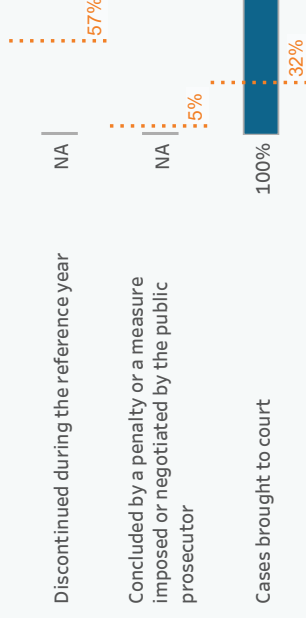 57%
NA
Discontinued during the reference year
5%
NA
Concluded by a penalty or a measure
imposed or negotiated by the public
prosecutor
32%
100%
Cases brought to court